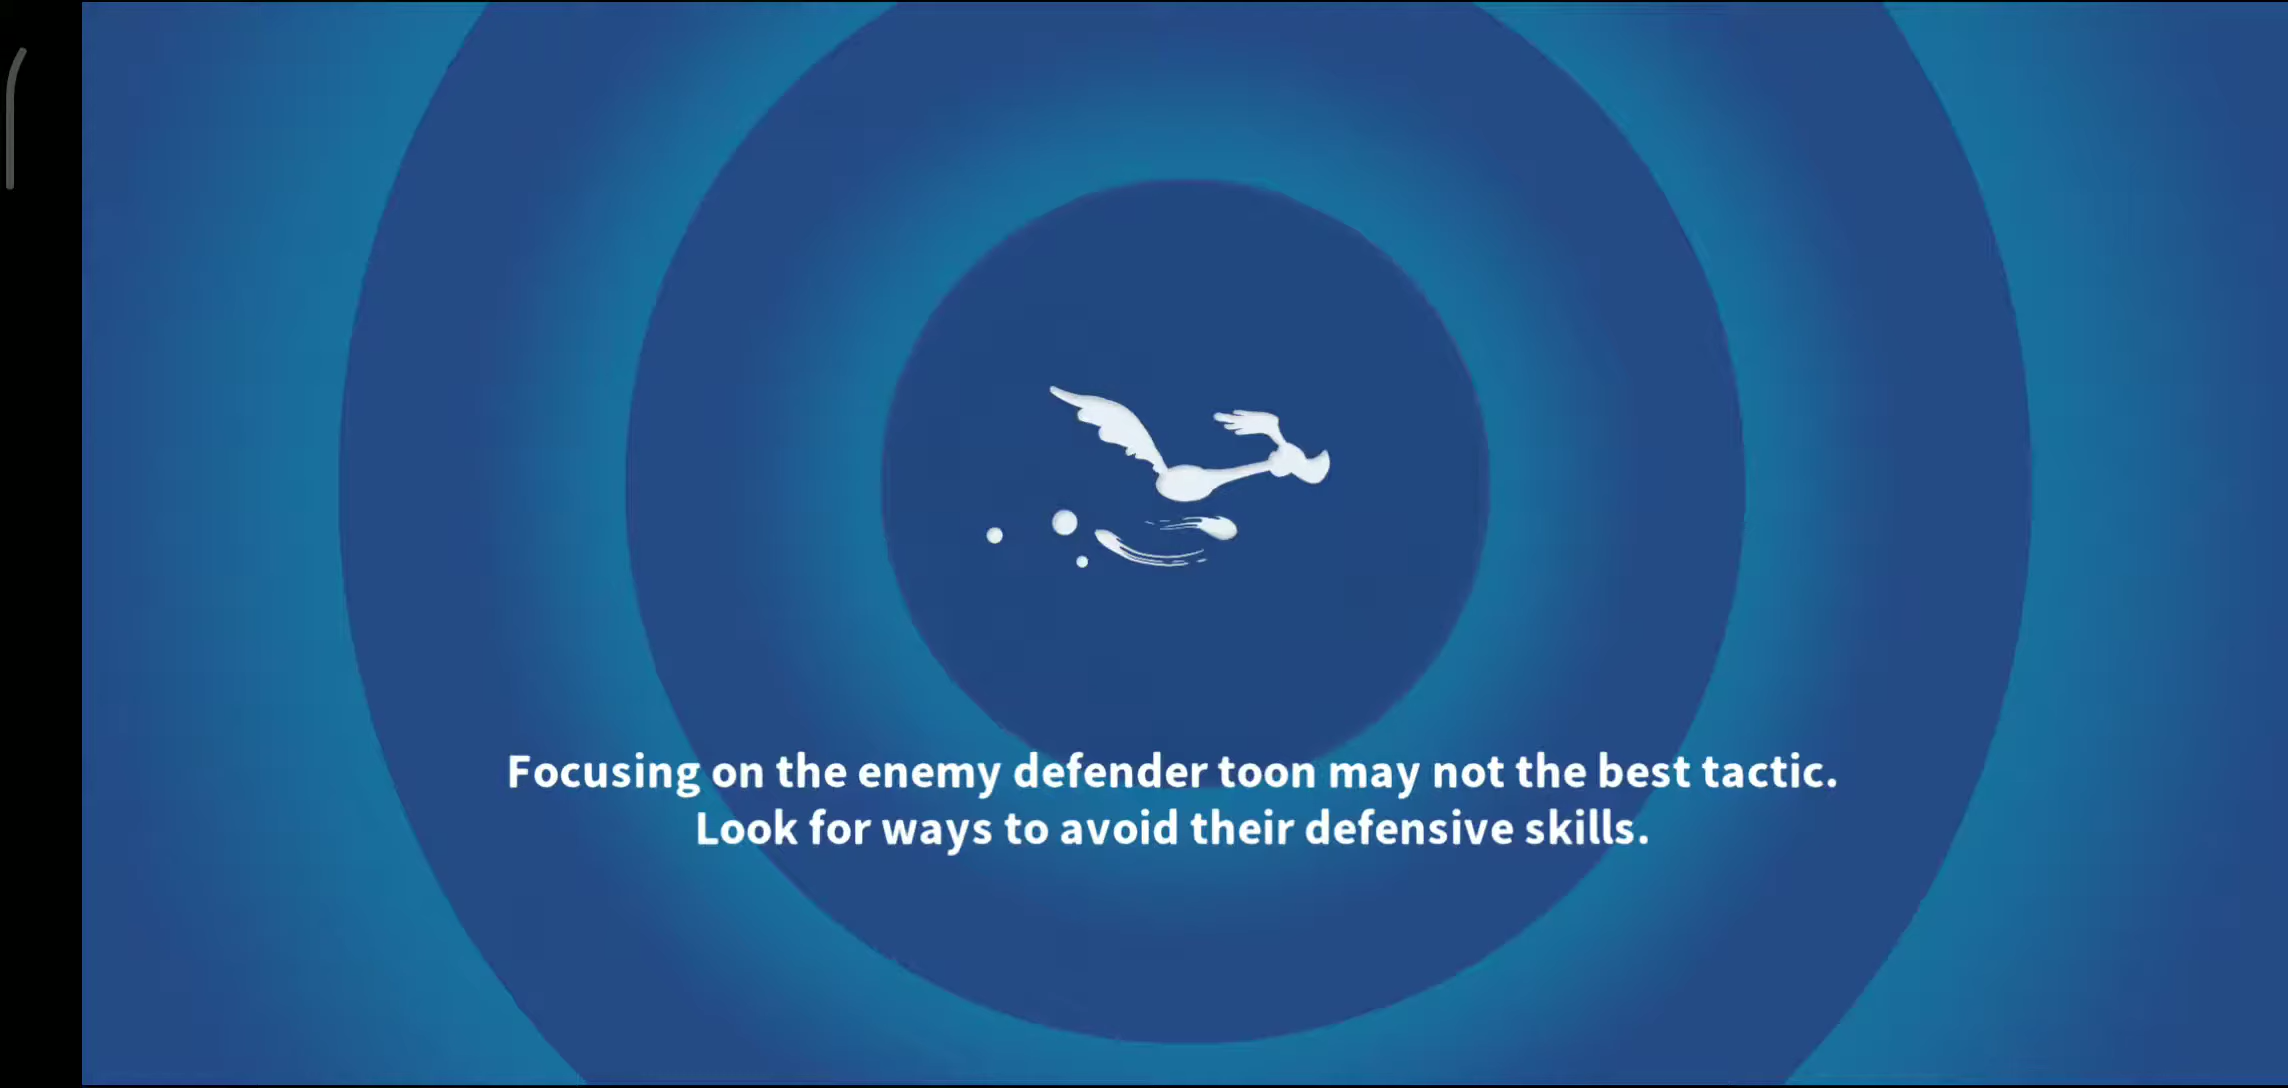 Focusing on the enemy defender toon may not the best tactic.
Look for ways to avoid their defensive skills.